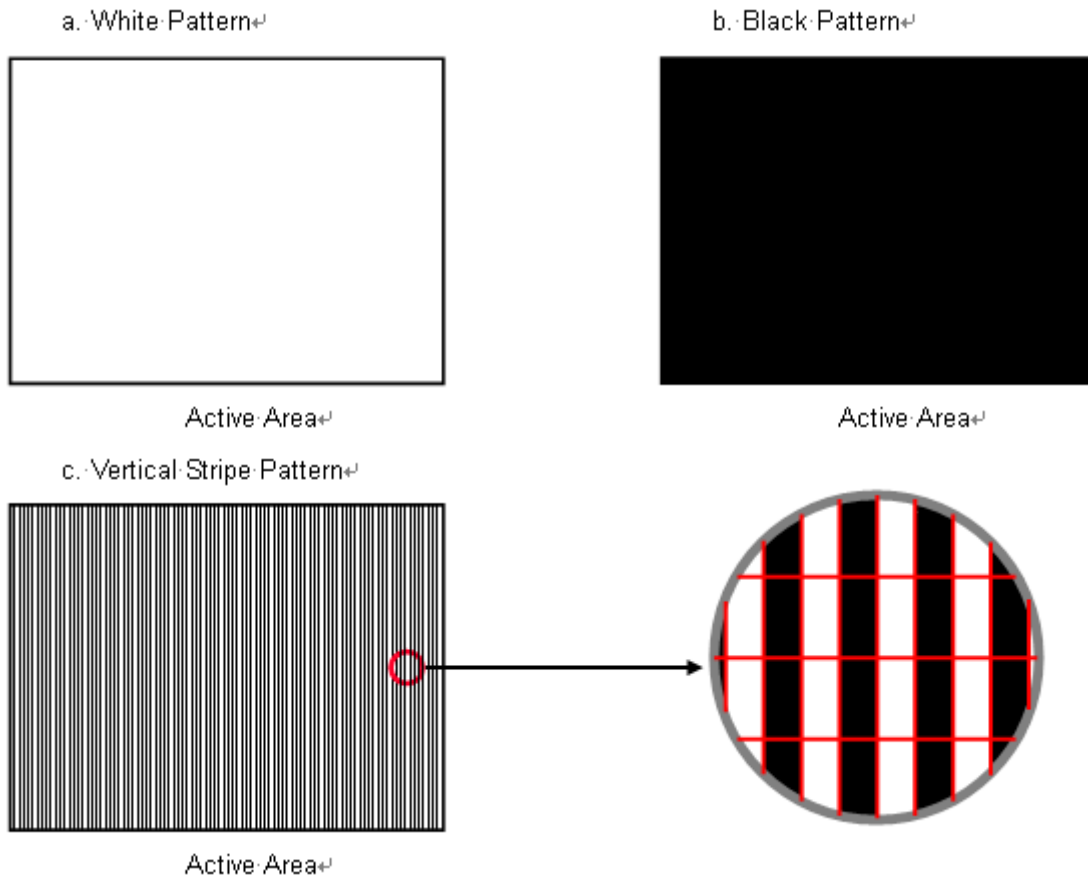 a. White Pattern↵
b. Black Pattern↵
Active Area↵
Active Area↵
c. Vertical Stripe Pattern↵
Active Area↵